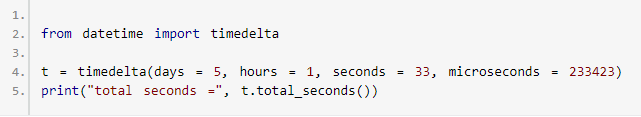 1.
2. from datetime import timedelta
3.
4. t = timedelta(days = 5, hours = 1, seconds = 33, microseconds = 233423)
5. print("total seconds =", t.total_seconds())